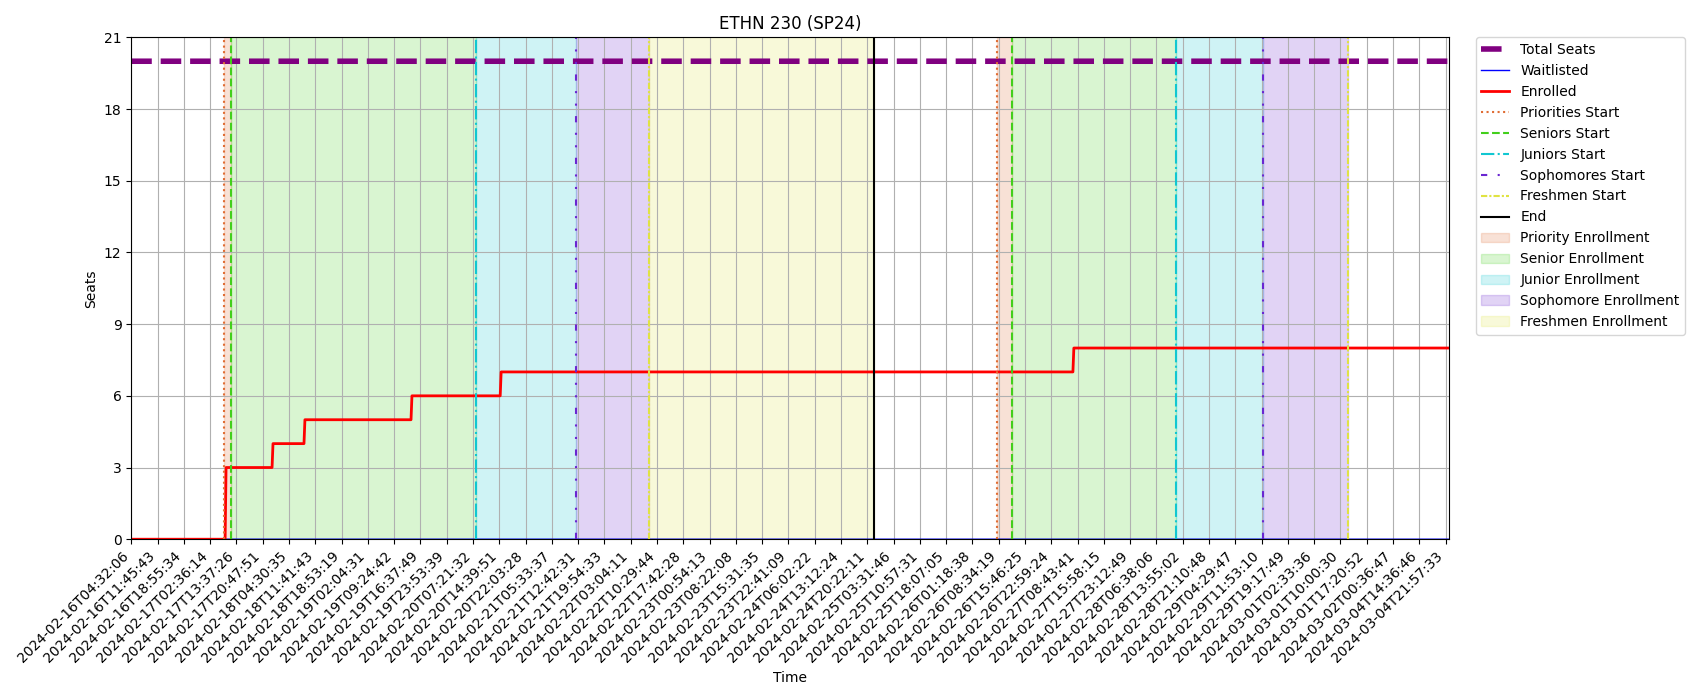 ETHN 230 (SP24)
21
18
15
12
9
6
3
0
Seats
2024-02-16T04:32:06
2024-02-16T11:45:43
2024-02-16T18:55:34
2024-02-17T02:36:14
2024-02-17T13:37:26
2024-02-17T20:47:51
2024-02-18T04:30:35
2024-02-18T11:41:43
2024-02-18T18:53:19
2024-02-19T02:04:31
2024-02-19T09:24:42
2024-02-19T16:37:49
2024-02-19T23:53:39
2024-02-20T07:21:32
2024-02-20T14:39:51
2024-02-20T22:03:28
2024-02-21T05:33:37
2024-02-21T12:42:31
2024-02-21T19:54:33
2024-02-22T03:04:11
2024-02-22T10:29:44
2024-02-22T17:42:28
2024-02-23T00:54:13
2024-02-23T08:22:08
2024-02-23T15:31:35
2024-02-23T22:41:09
2024-02-24T06:02:22
2024-02-24T13:12:24
2024-02-24T20:22:11
2024-02-25T03:31:46
2024-02-25T10:57:31
2024-02-25T18:07:05
2024-02-26T01:18:38
2024-02-26T08:34:19
2024-02-26T15:46:25
2024-02-26T22:59:24
2024-02-27T08:43:41
2024-02-27T15:58:15
2024-02-27T23:12:49
2024-02-28T06:38:06
2024-02-28T13:55:02
2024-02-28T21:10:48
2024-02-29T04:29:47
2024-02-29T11:53:10
2024-02-29T19:17:49
2024-03-01T02:33:36
2024-03-01T10:00:30
2024-03-01T17:20:52
2024-03-02T00:36:47
2024-03-04T14:36:46
2024-03-04T21:57:33
Time
Total Seats
Waitlisted
Enrolled
Priorities Start
Seniors Start
Juniors Start
Sophomores Start
Freshmen Start
End
Priority Enrollment
Senior Enrollment
Junior Enrollment
Sophomore Enrollment
Freshmen Enrollment